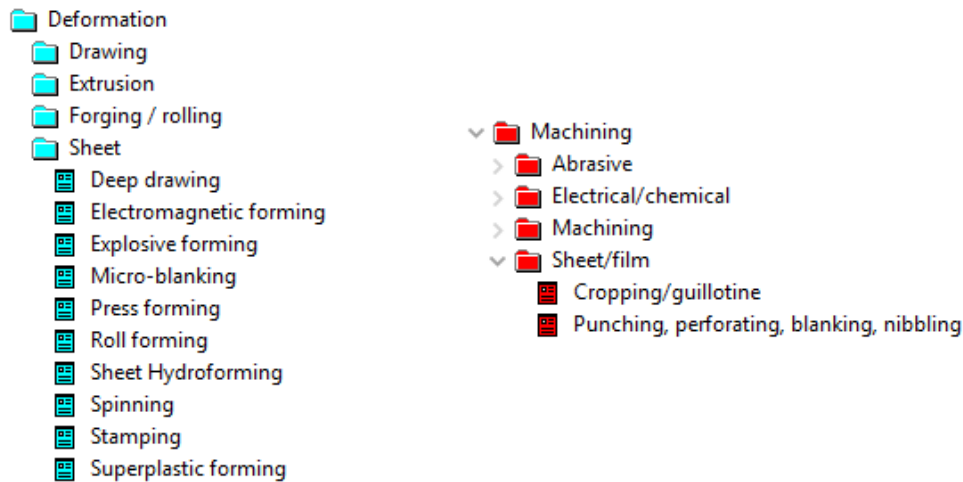 Deformation
Drawing
Extrusion
Forging / rolling
Sheet
Deep drawing
Electromagnetic forming
Explosive forming
Micro-blanking
Press forming
Roll forming
Sheet Hydroforming
Spinning
Stamping
Superplastic forming
Machining
Abrasive
Electrical/chemical
Machining
Sheet/film
Cropping/guillotine
Punching, perforating, blanking, nibbling